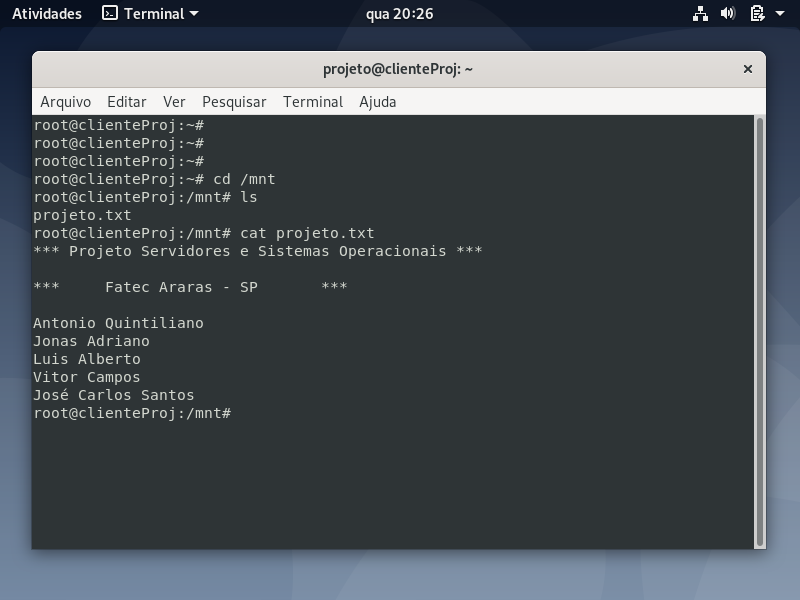 Atividades Terminal qua 20:26
projeto@clienteProj: ~
Arquivo Editar Ver Pesquisar Terminal Ajuda
root@clienteProj:~#
root@clienteProj:~#
root@clienteProj:~#
root@clienteProj:~# cd /mnt
root@clienteProj:/mnt# ls
projeto.txt
root@clienteProj:/mnt# cat projeto.txt
*** Projeto Servidores e Sistemas Operacionais ***
***     Fatec Araras - SP       ***
Antonio Quintiliano
Jonas Adriano
Luis Alberto
Vitor Campos
José Carlos Santos
root@clienteProj:/mnt#